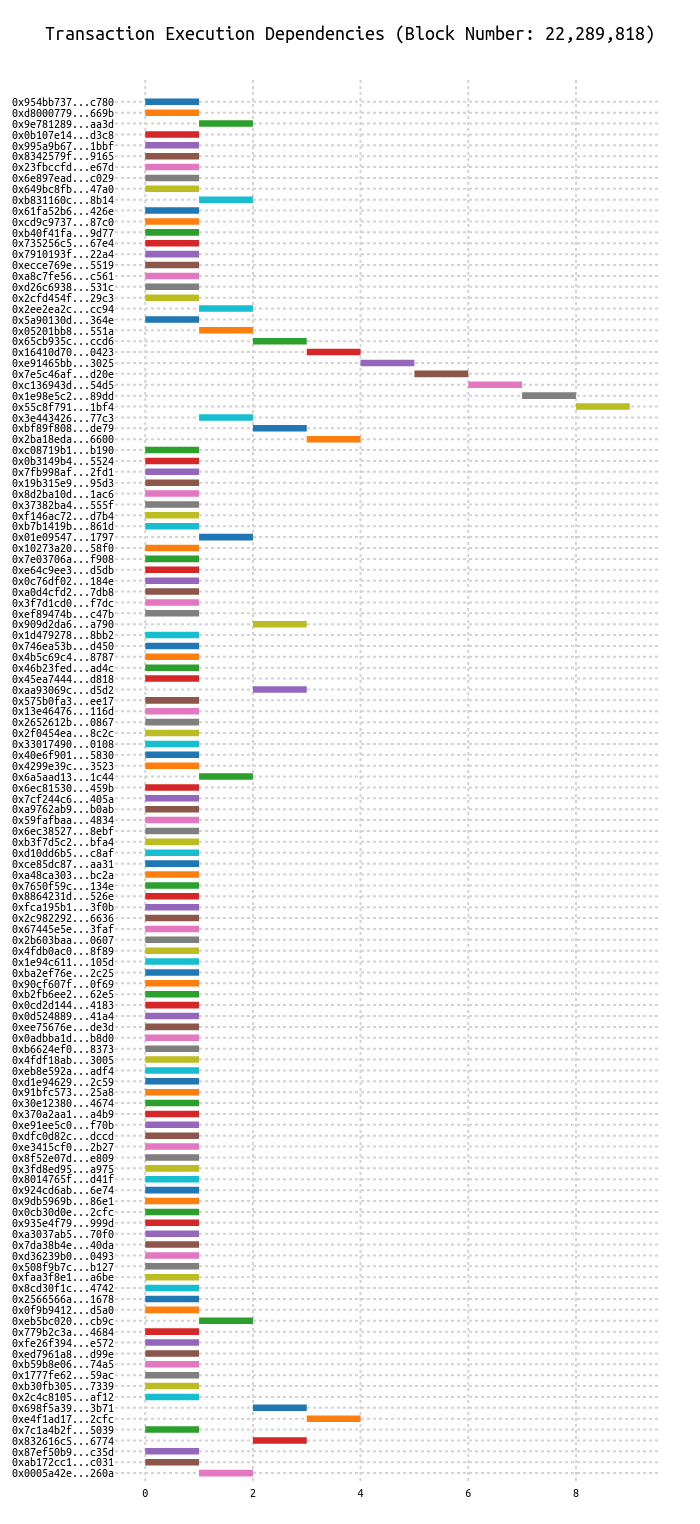 Transaction Execution Dependencies (Block Number: 22,289,818)
0x954bb737...c780
0xd8000779...669b
0x9e781289...aa3d
0x0b107e14...d3c8
0x995a9b67...1bbf
0x8342579f...9165
0x23fbccfd...e67d
0x6e897ead...c029
0x649bc8fb...47a0
0xb831160c...8b14
0x61fa52b6...426e
0xcd9c9737...87c0
0xb40f41fa...9d77
0x735256c5...67e4
0x7910193f...22a4
0xecce769e...5519
0xa8c7fe56...c561
0xd26c6938...531c
0x2cfd454f...29c3
0x2ee2ea2c...cc94
0x5a90130d...364e
0x05201bb8...551a
0x65cb935c...ccd6
0x16410d70...0423
0xe91465bb...3025
0x7e5c46af...d20e
0xc136943d...54d5
0x1e98e5c2...89dd
0x55c8f791...1bf4
0x3e443426...77c3
0xbf89f808...de79
0x2ba18eda...6600
0xc08719b1...b190
0x0b3149b4...5524
0x7fb998af...2fd1
0x19b315e9...95d3
0x8d2ba10d...1ac6
0x37382ba4...555f
0xf146ac72...d7b4
0xb7b1419b...861d
0x01e09547...1797
0x10273a20...58f0
0x7e03706a...f908
0xe64c9ee3...d5db
0x0c76df02...184e
0xa0d4cfd2...7db8
0x3f7d1cd0...f7dc
0xef89474b...c47b
0x909d2da6...a790
0x1d479278...8bb2
0x746ea53b...d450
0x4b5c69c4...8787
0x46b23fed...ad4c
0x45ea7444...d818
0xaa93069c...d5d2
0x575b0fa3...ee17
0x13e46476...116d
0x2652612b...0867
0x2f0454ea...8c2c
0x33017490...0108
0x40e6f901...5830
0x4299e39c...3523
0x6a5aad13...1c44
0x6ec81530...459b
0x7cf244c6...405a
0xa9762ab9...b0ab
0x59fafbaa...4834
0x6ec38527...8ebf
0xb3f7d5c2...bfa4
0xd10dd6b5...c8af
0xce85dc87...aa31
0xa48ca303...bc2a
0x7650f59c...134e
0x8864231d...526e
0xfca195b1...3f0b
0x2c982292...6636
0x67445e5e...3faf
0x2b603baa...0607
0x4fdb0ac0...8f89
0x1e94c611...105d
0xba2ef76e...2c25
0x90cf607f...0f69
0xb2fb6ee2...62e5
0x0cd2d144...4183
0x0d524889...41a4
0xee75676e...de3d
0x0adbba1d...b8d0
0xb6624ef0...8373
0x4fdf18ab...3005
0xeb8e592a...adf4
0xd1e94629...2c59
0x91bfc573...25a8
0x30e12380...4674
0x370a2aa1...a4b9
0xe91ee5c0...f70b
0xdfc0d82c...dccd
0xe3415cf0...2b27
0x8f52e07d...e809
0x3fd8ed95...a975
0x8014765f...d41f
0x924cd6ab...6e74
0x9db5969b...86e1
0x0cb30d0e...2cfc
0x935e4f79...999d
0xa3037ab5...70f0
0x7da38b4e...40da
0xd36239b0...0493
0x508f9b7c...b127
0xfaa3f8e1...a6be
0x8cd30f1c...4742
0x2566566a...1678
0x0f9b9412...d5a0
0xeb5bc020...cb9c
0x779b2c3a...4684
0xfe26f394...e572
0xed7961a8...d99e
0xb59b8e06...74a5
0x1777fe62...59ac
0xb30fb305...7339
0x2c4c8105...af12
0x698f5a39...3b71
0xe4f1ad17...2cfc
0x7c1a4b2f...5039
0x832616c5...6774
0x87ef50b9...c35d
0xab172cc1...c031
0x0005a42e...260a
0 2 4 6 8